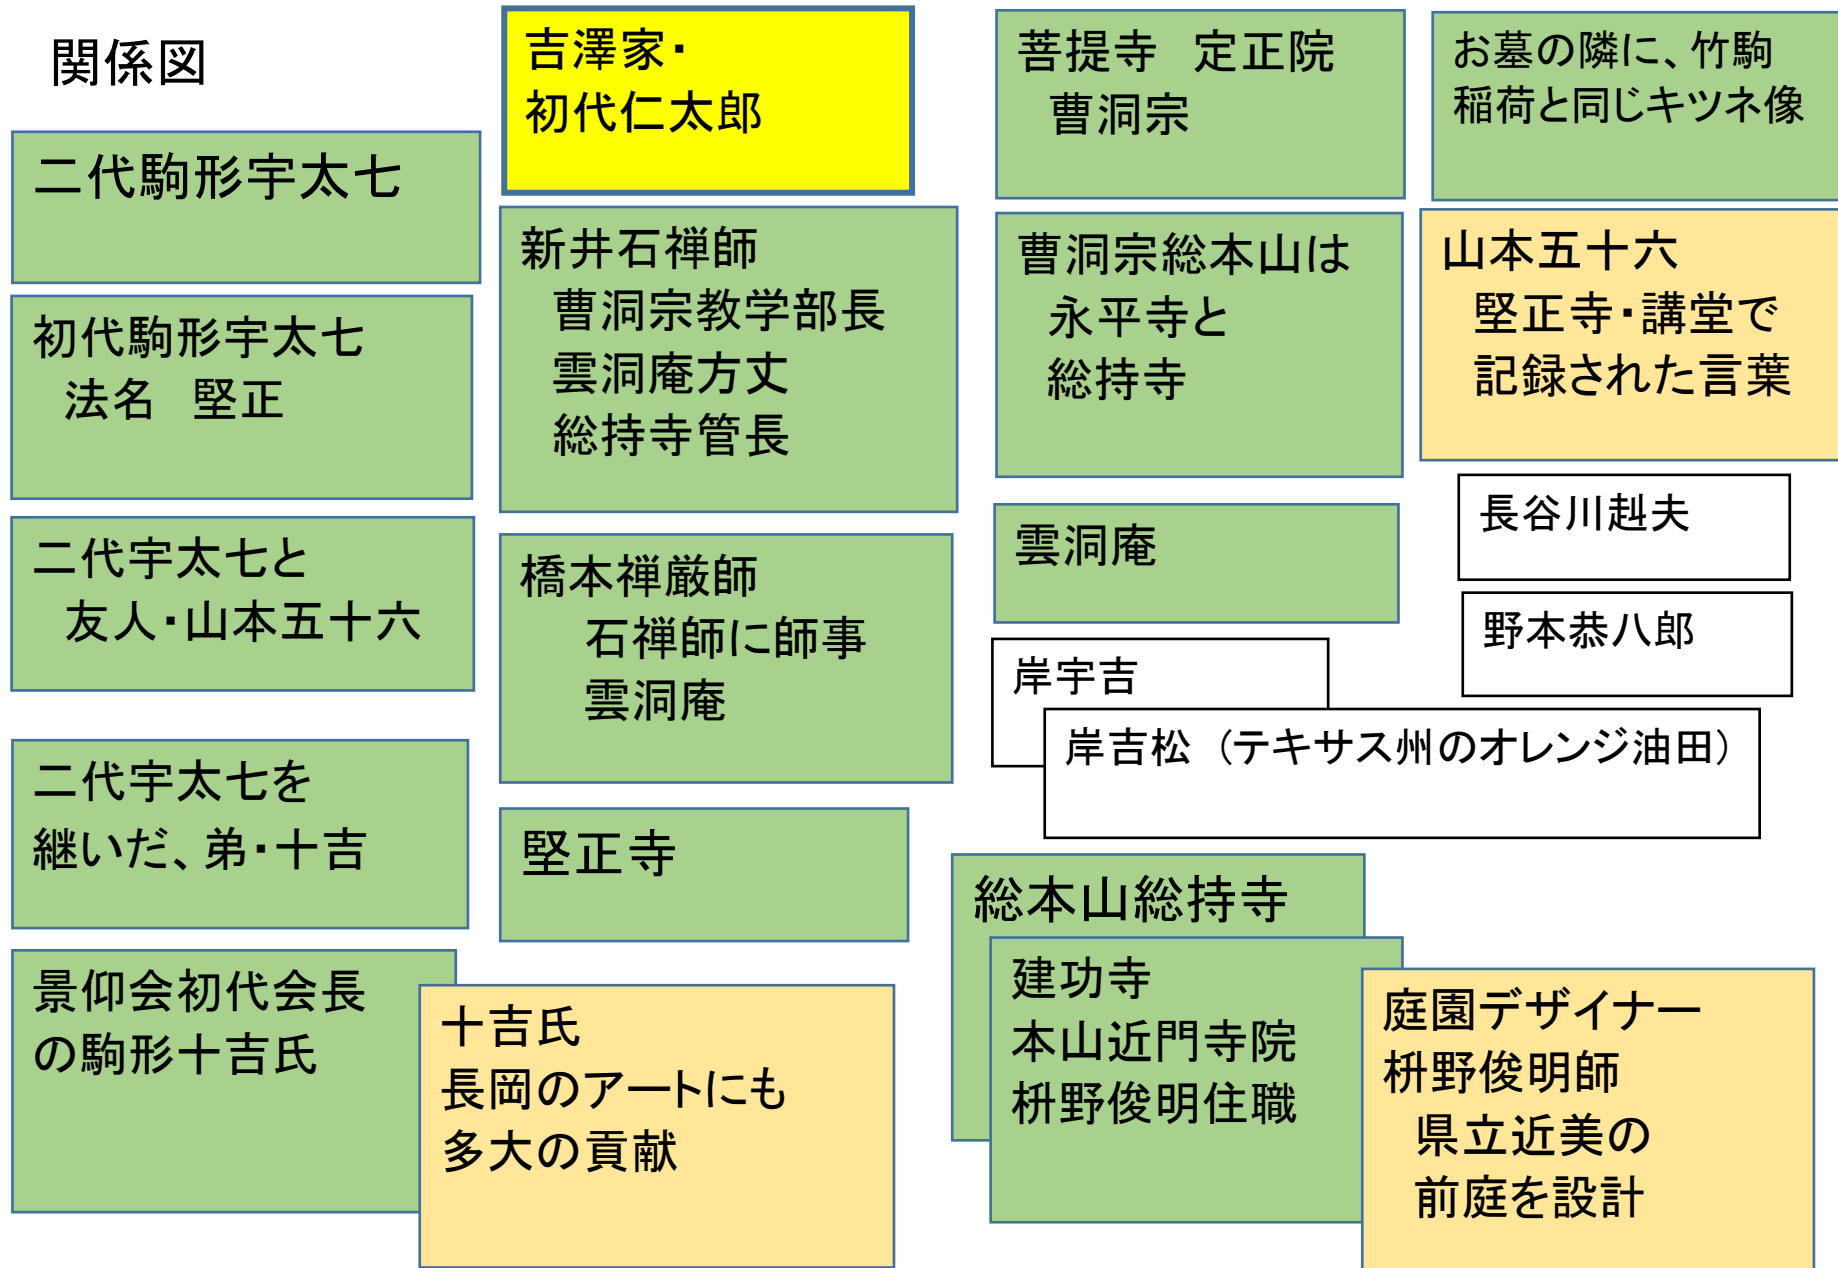 関係図
二代駒形宇太七
初代駒形宇太七
法名　堅正
二代宇太七と
友人・山本五十六
二代宇太七を
継いだ、弟・十吉
景仰会初代会長
の駒形十吉氏
十吉氏
長岡のアートにも
多大の貢献
吉澤家・
初代仁太郎
新井石禅師
曹洞宗教学部長
雲洞庵方丈
総持寺管長
橋本禅厳師
石禅師に師事
雲洞庵
堅正寺
菩提寺　定正院
曹洞宗
曹洞宗総本山は
永平寺と
総持寺
雲洞庵
岸宇吉
岸吉松（テキサス州のオレンジ油田）
総本山総持寺
建功寺
本山近門寺院
枡野俊明住職
お墓の隣に、竹駒
稲荷と同じキツネ像
山本五十六
堅正寺・講堂で
記録された言葉
長谷川赳夫
野本恭八郎
庭園デザイナー
枡野俊明師
県立近美の
前庭を設計